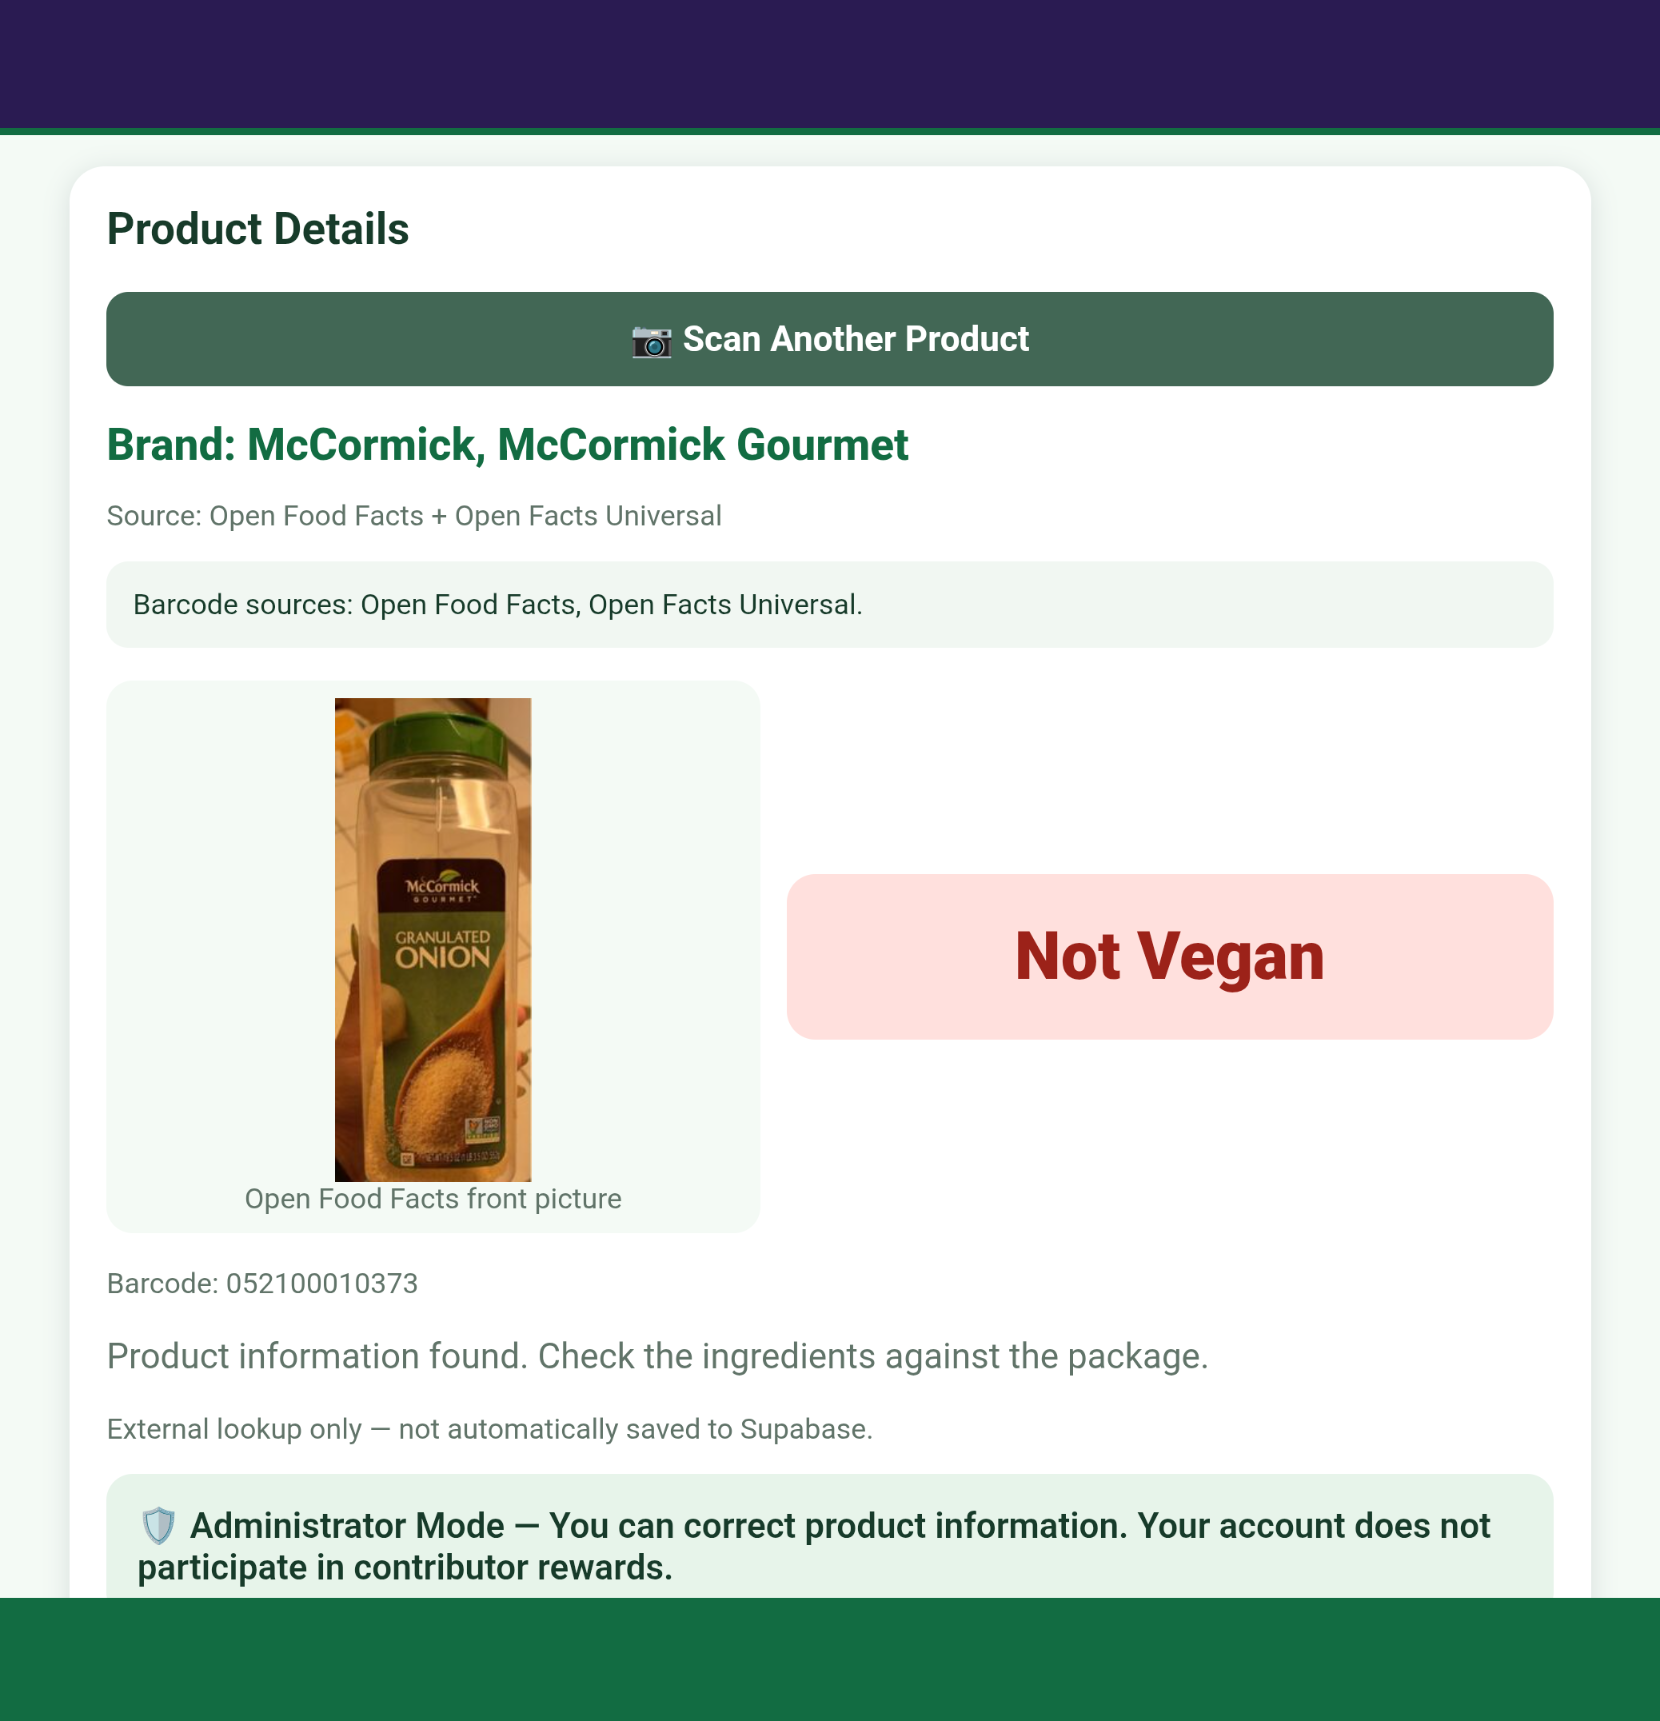 Product Details
📷 Scan Another Product
Brand: McCormick, McCormick Gourmet
Source: Open Food Facts + Open Facts Universal
Barcode sources: Open Food Facts, Open Facts Universal.
McCormick
GOURMET
GRANULATED
ONION
Not Vegan
Open Food Facts front picture
Barcode: 052100010373
Product information found. Check the ingredients against the package.
External lookup only — not automatically saved to Supabase.
🛡️ Administrator Mode — You can correct product information. Your account does not
participate in contributor rewards.